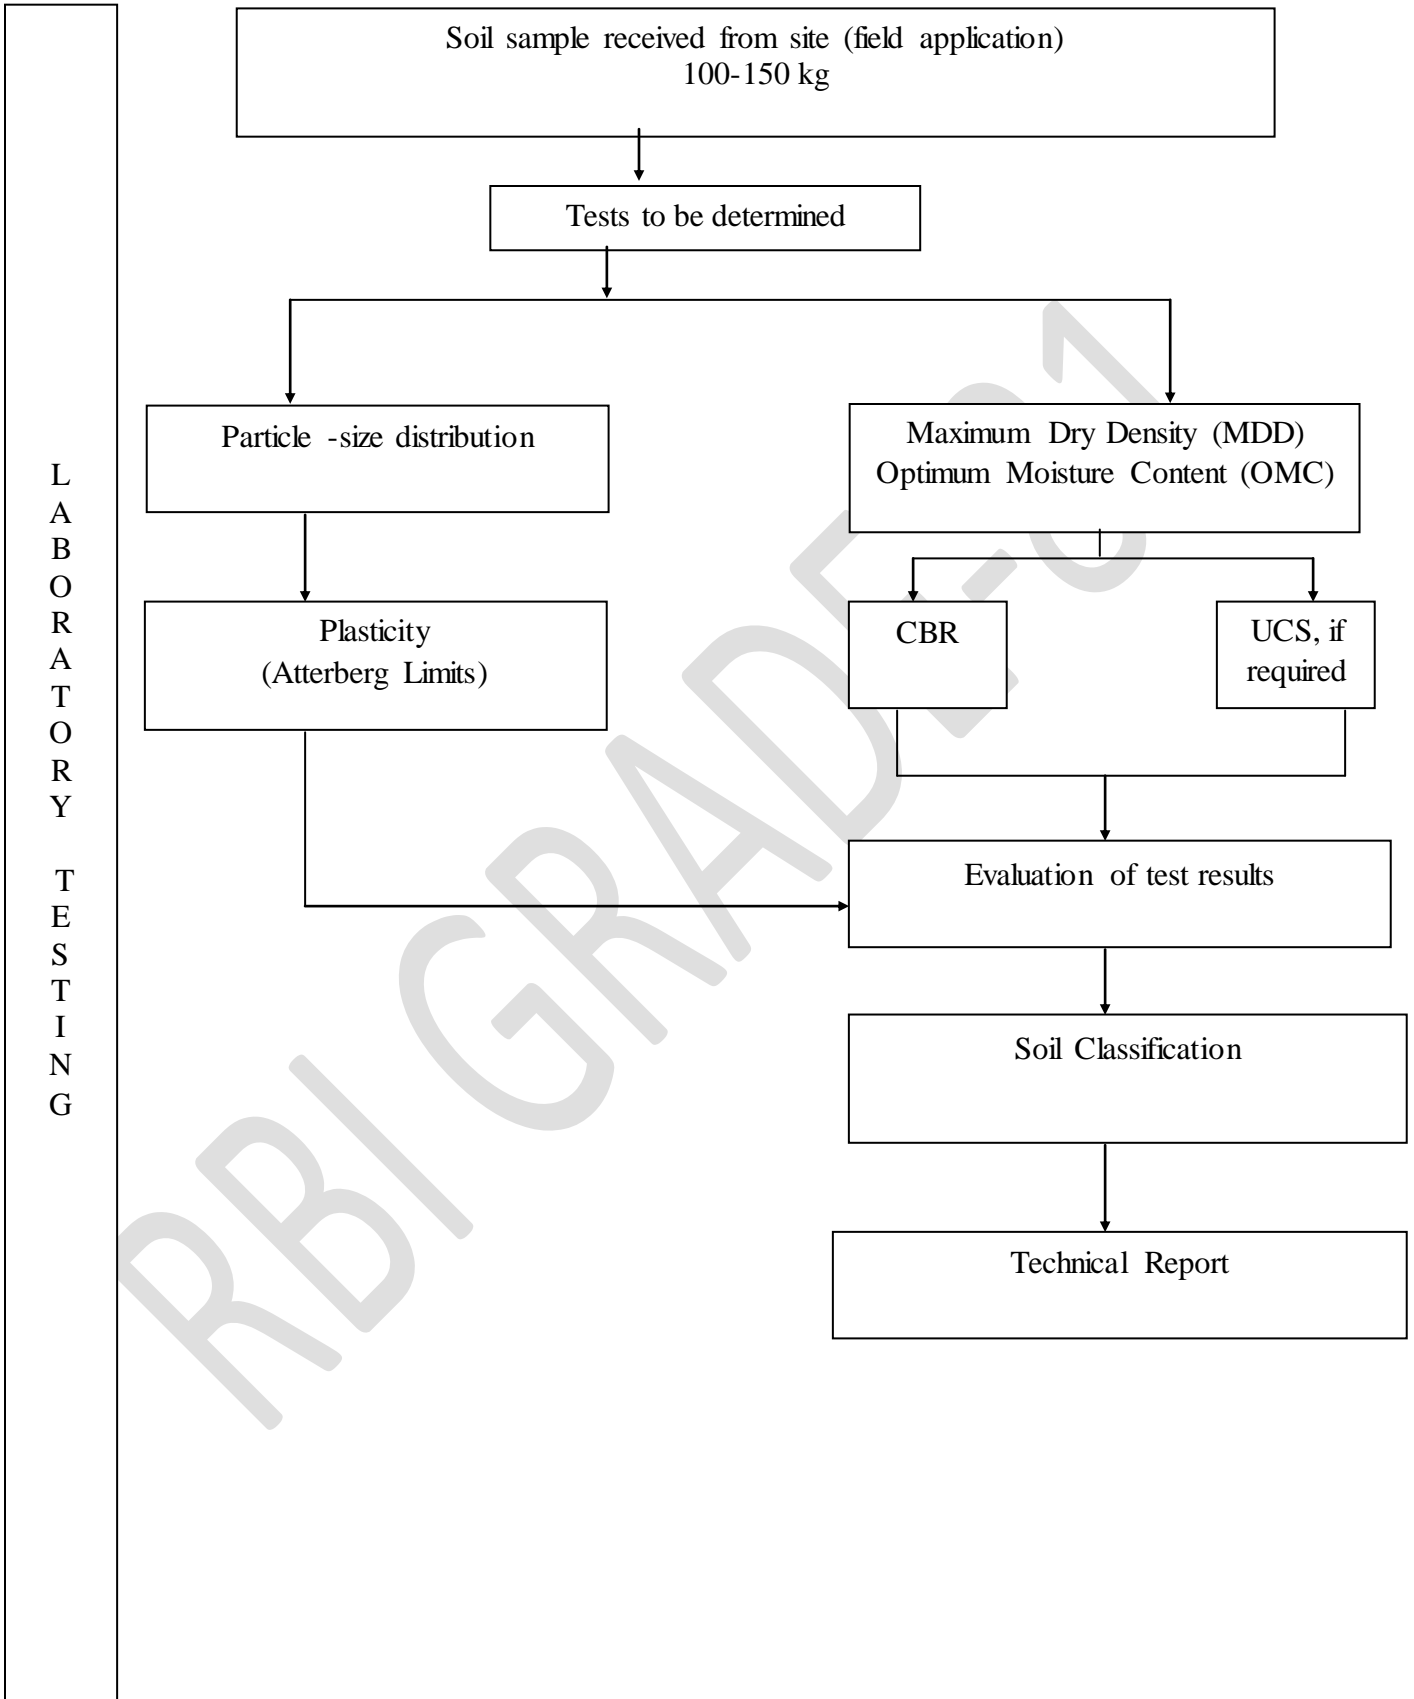 Soil sample received from site (field application)
100-150 kg
Tests to be determined
Particle -size distribution
Maximum Dry Density (MDD)
Optimum Moisture Content (OMC)
Plasticity
(Atterberg Limits)
CBR
UCS, if
required
Evaluation of test results
Soil Classification
Technical Report
L
A
B
O
R
A
T
O
R
Y
T
E
S
T
I
N
G
RBI GRADE-81